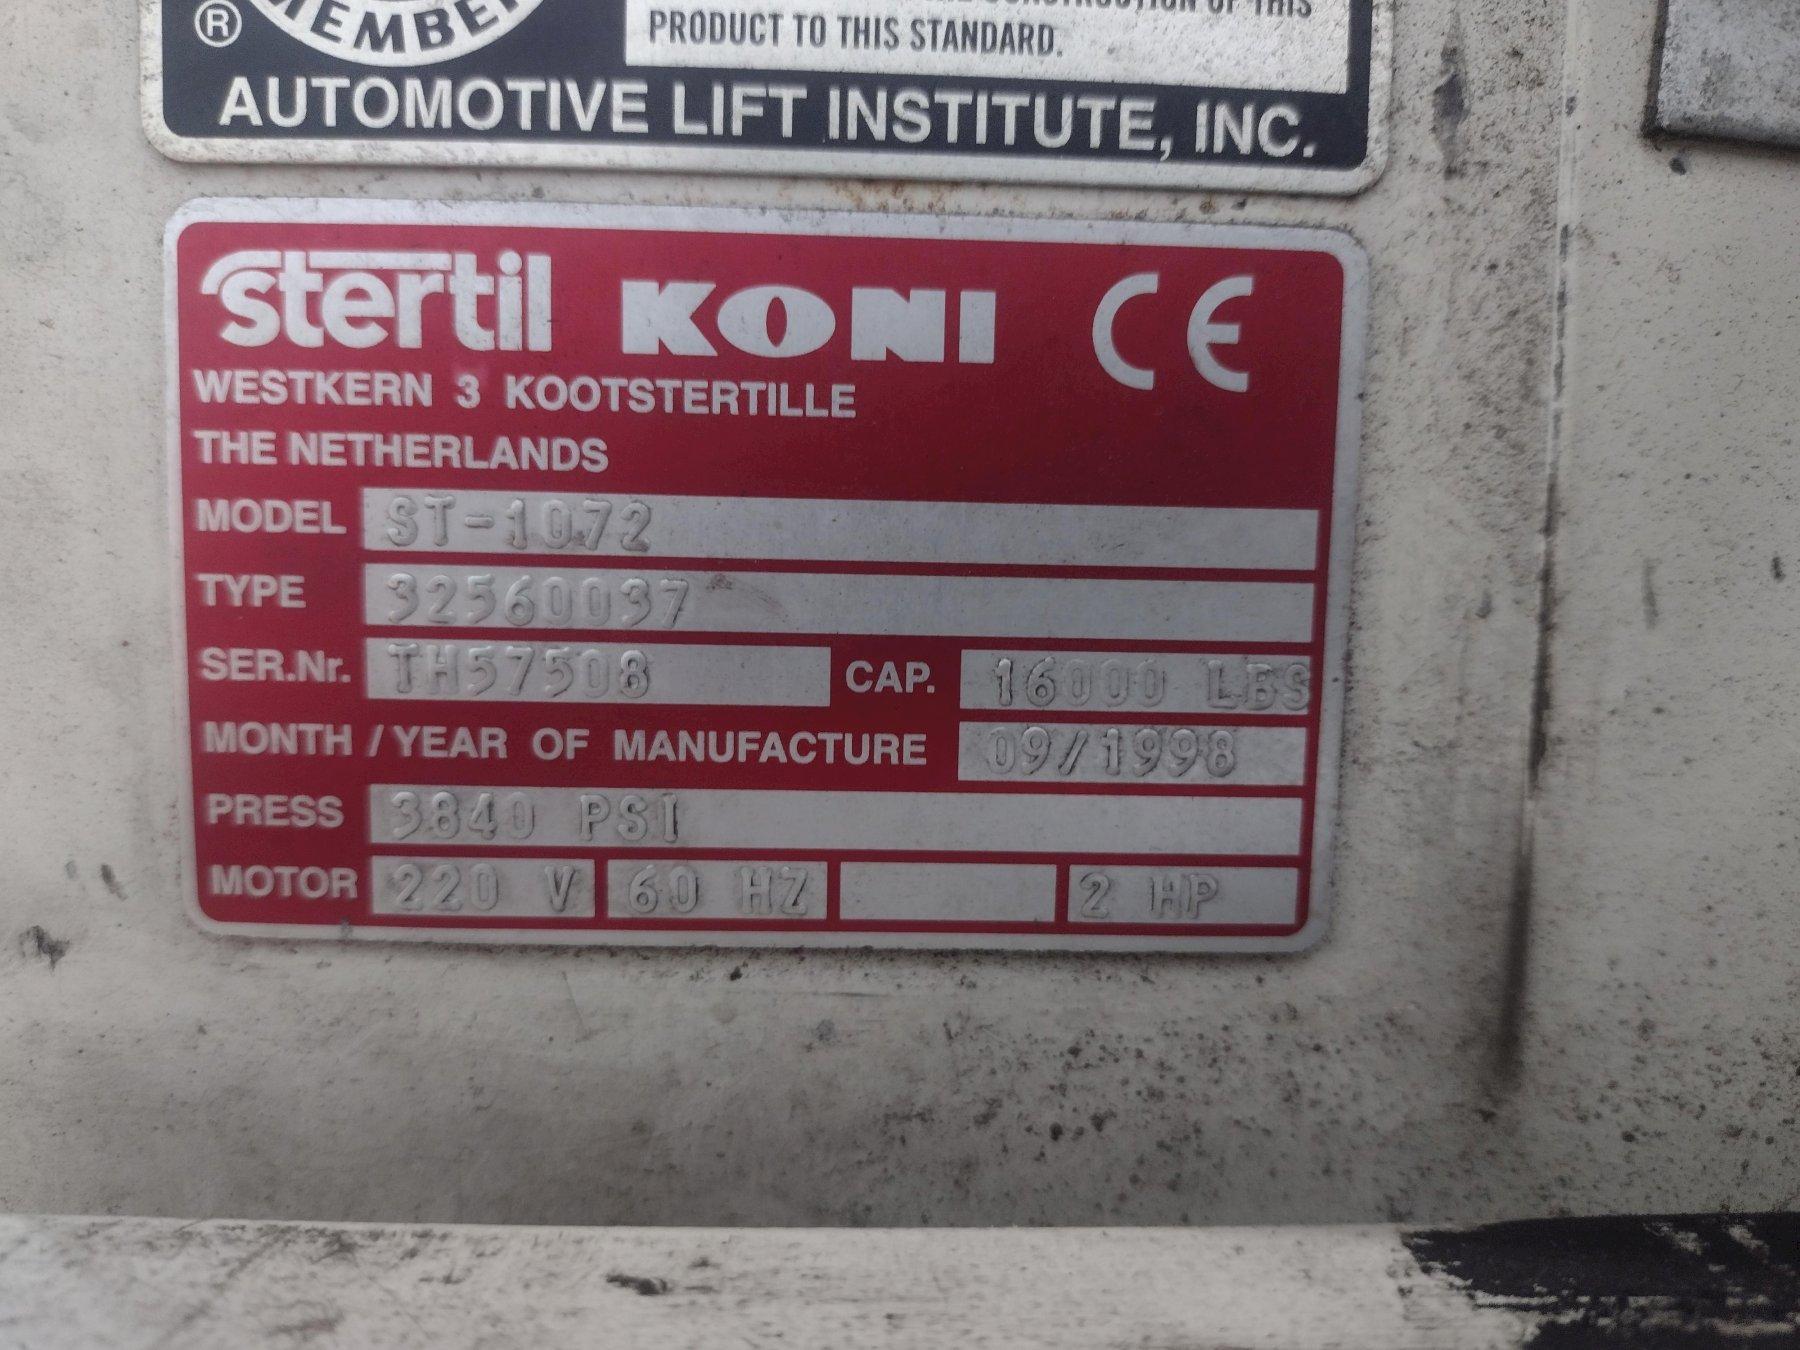 ®
MEMBER
PRODUCT TO THIS STANDARD.
AUTOMOTIVE LIFT INSTITUTE, INC.
stertil KONI CE
WESTKERN 3 KOOTSTERTILLE
THE NETHERLANDS
MODEL ST-1072
TYPE 32560037
SER.Nr. TH57508 CAP. 16000 LBS
MONTH / YEAR OF MANUFACTURE 09/1998
PRESS 3840 PSI
MOTOR 220 V 60 HZ 2 HP